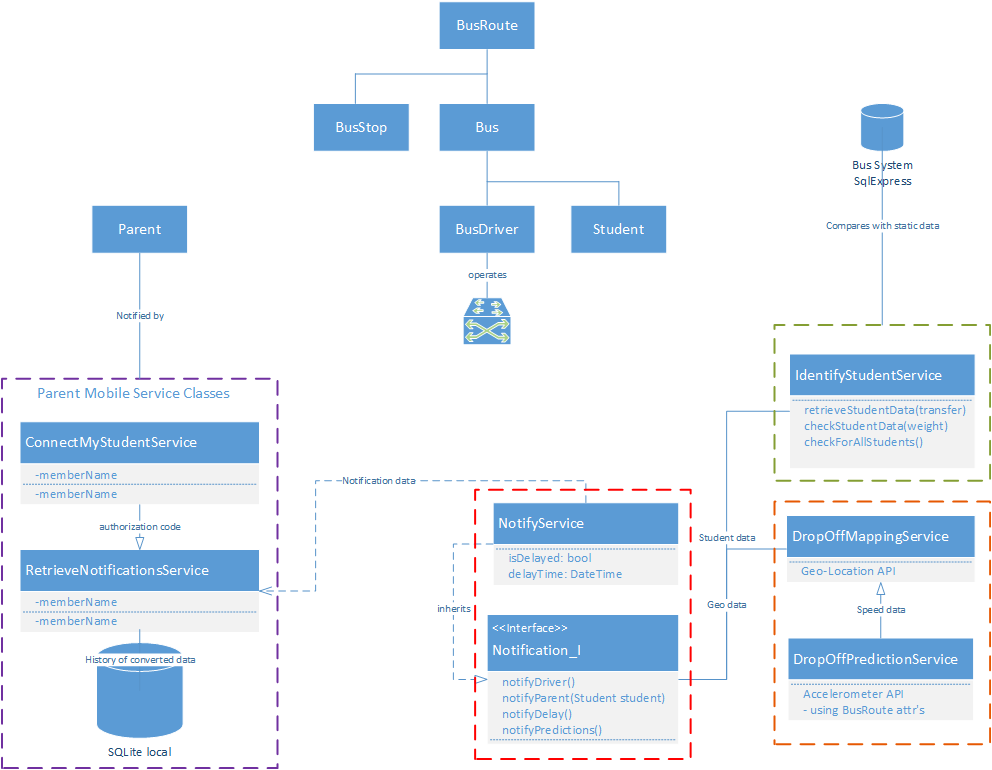 BusRoute
BusStop
Bus
Bus System
SqlExpress
Parent
BusDriver
Student
Compares with static data
operates
Notified by
Parent Mobile Service Classes
IdentifyStudentService
retrieveStudentData(transfer)
checkStudentData(weight)
checkForAllStudents()
ConnectMyStudentService
-memberName
-memberName
Notification data
authorization code
NotifyService
isDelayed: bool
delayTime: DateTime
Student data
DropOffMappingService
Geo-Location API
RetrieveNotificationsService
-memberName
-memberName
inherits
Geo data
Speed data
<<Interface>>
Notification_I
notifyDriver()
notifyParent(Student student)
notifyDelay()
notifyPredictions()
DropOffPredictionService
Accelerometer API
- using BusRoute attr's
History of converted data
SQLite local